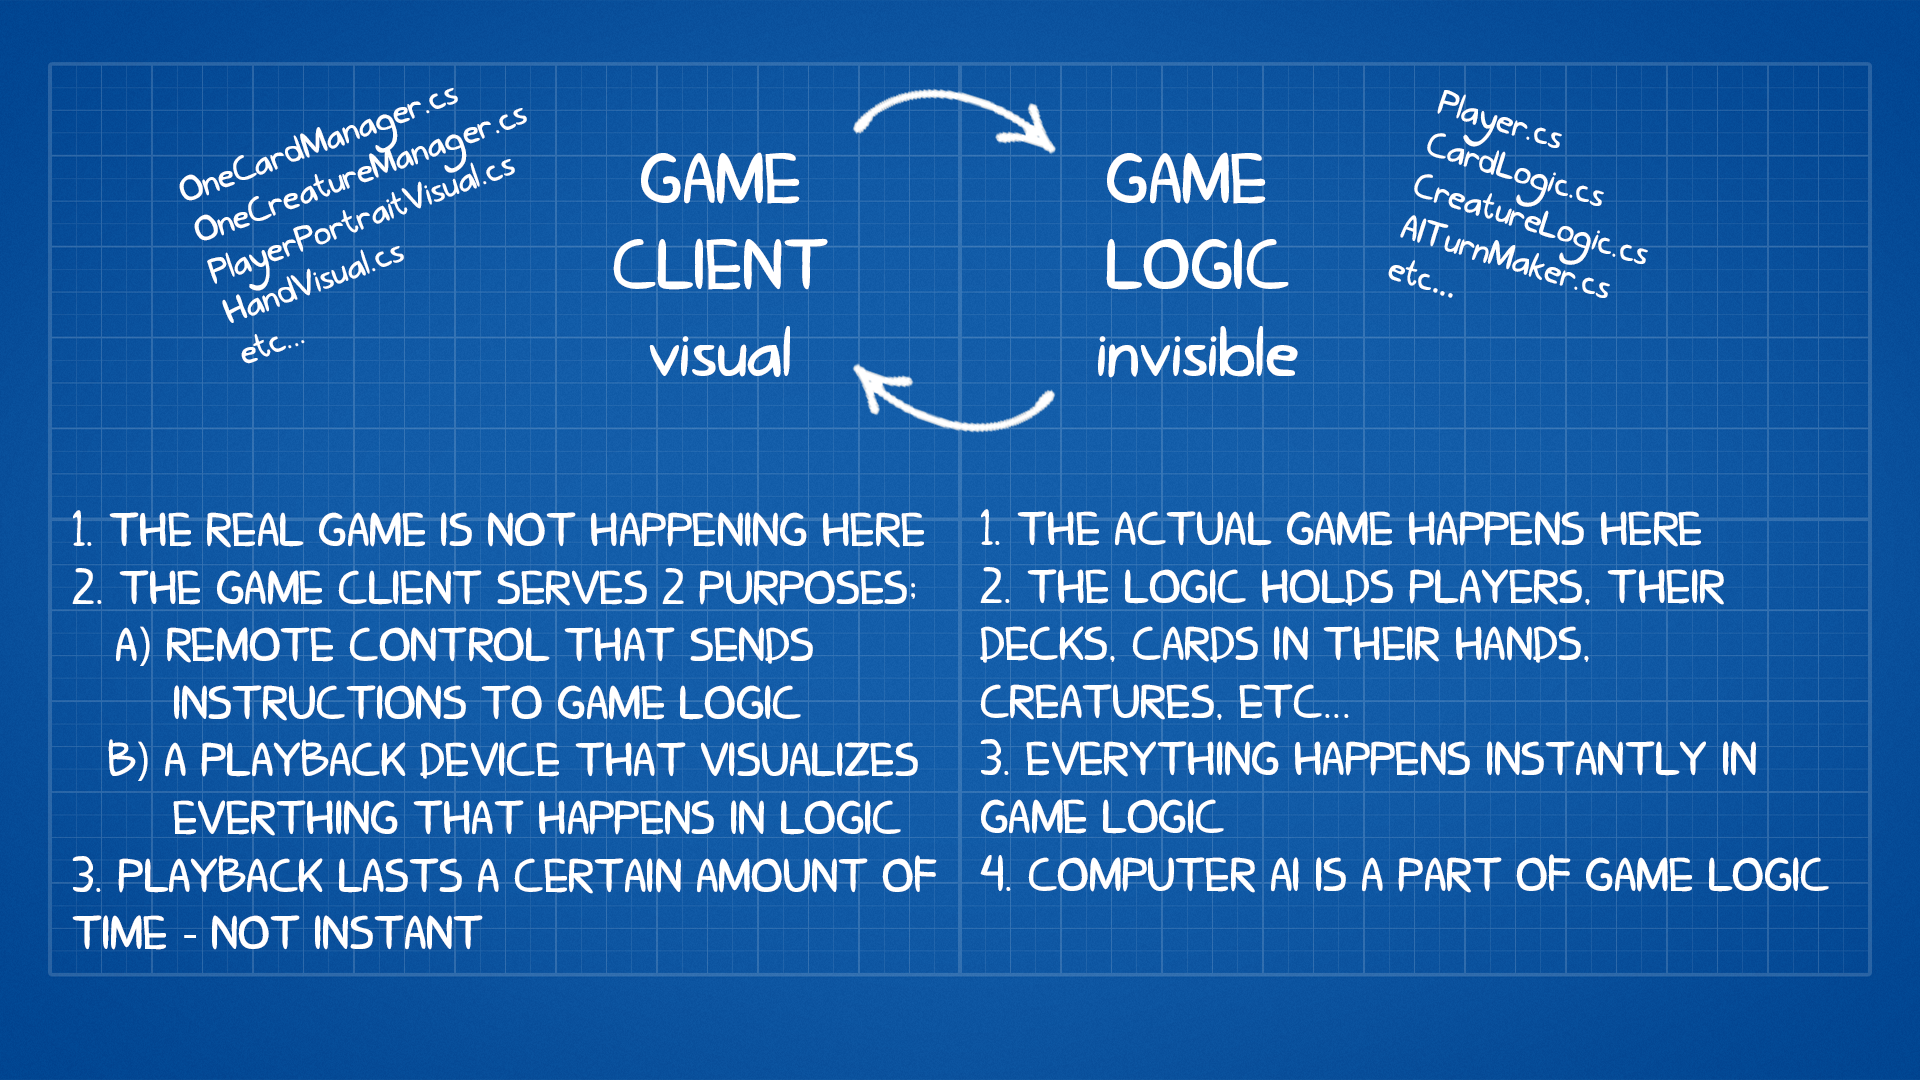 OneCardManager.cs
OneCreatureManager.cs
PlayerPortraitVisual.cs
HandVisual.cs
etc...
GAME
CLIENT
visual
GAME
LOGIC
invisible
Player.cs
CardLogic.cs
CreatureLogic.cs
AITurnMaker.cs
etc...
1. THE REAL GAME IS NOT HAPPENING HERE
2. THE GAME CLIENT SERVES 2 PURPOSES:
A) REMOTE CONTROL THAT SENDS
INSTRUCTIONS TO GAME LOGIC
B) A PLAYBACK DEVICE THAT VISUALIZES
EVERTHING THAT HAPPENS IN LOGIC
3. PLAYBACK LASTS A CERTAIN AMOUNT OF
TIME - NOT INSTANT
1. THE ACTUAL GAME HAPPENS HERE
2. THE LOGIC HOLDS PLAYERS, THEIR
DECKS, CARDS IN THEIR HANDS,
CREATURES, ETC...
3. EVERYTHING HAPPENS INSTANTLY IN
GAME LOGIC
4. COMPUTER AI IS A PART OF GAME LOGIC